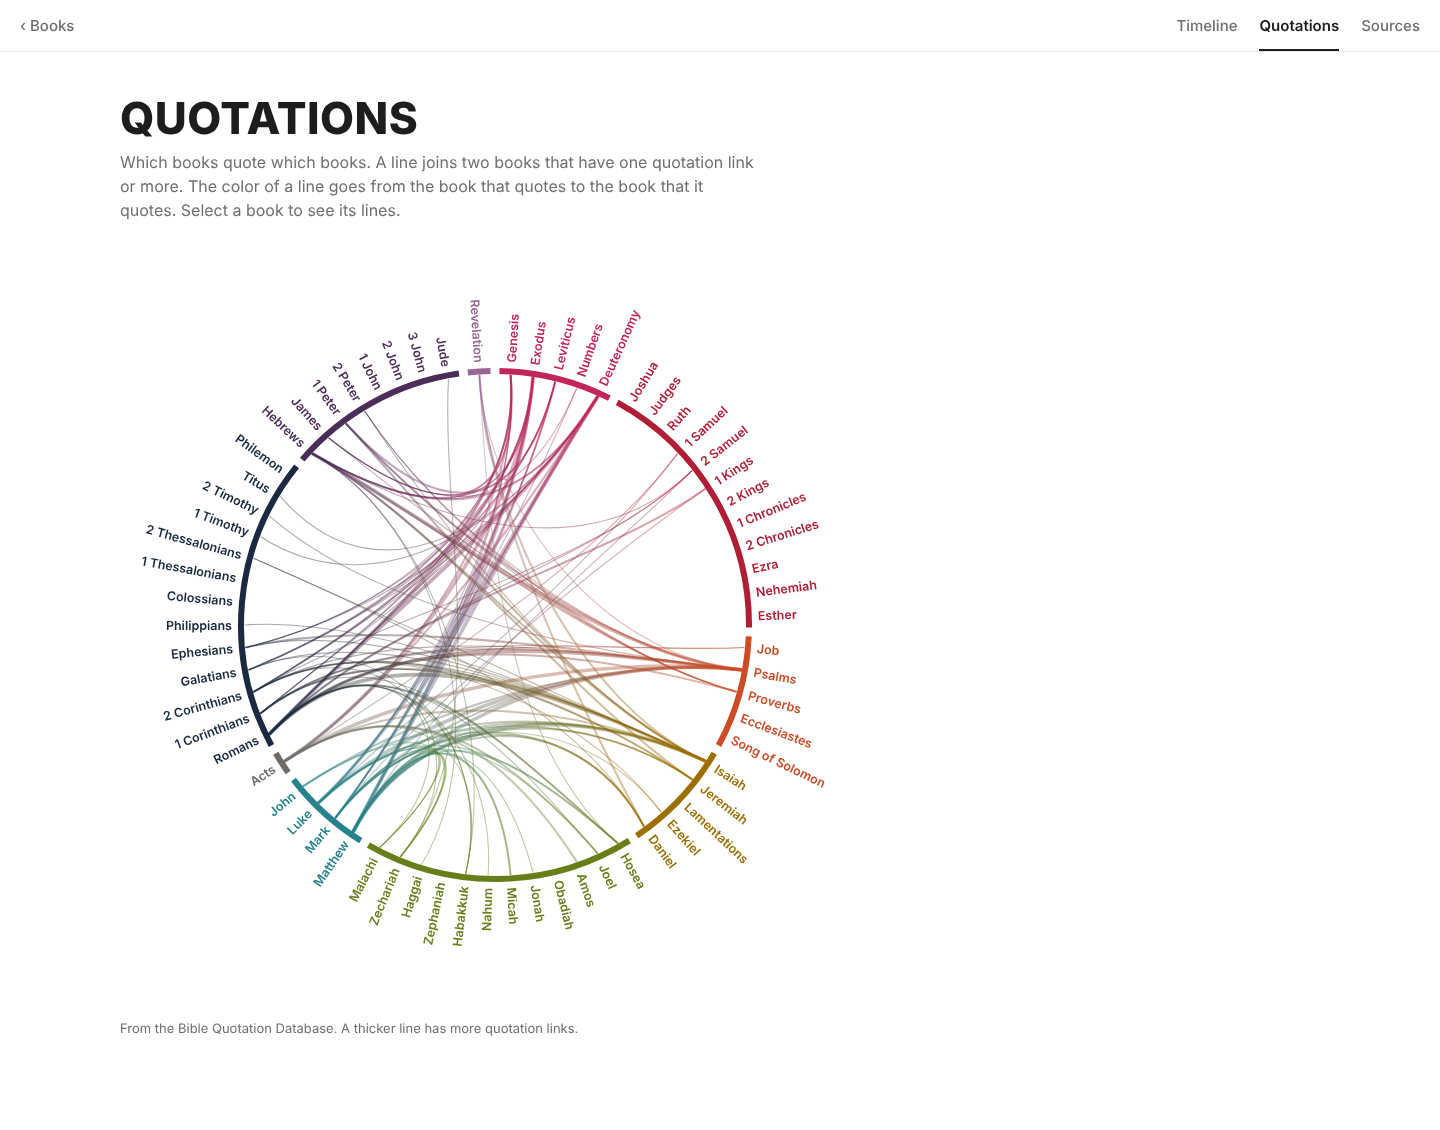 ‹ Books
Timeline
Quotations
Sources
QUOTATIONS
Which books quote which books. A line joins two books that have one quotation link
or more. The color of a line goes from the book that quotes to the book that it
quotes. Select a book to see its lines.
Genesis
Exodus
Leviticus
Numbers
Deuteronomy
Joshua
Judges
Ruth
1 Samuel
2 Samuel
1 Kings
2 Kings
1 Chronicles
2 Chronicles
Ezra
Nehemiah
Esther
Job
Psalms
Proverbs
Ecclesiastes
Song of Solomon
Isaiah
Jeremiah
Lamentations
Ezekiel
Daniel
Hosea
Joel
Amos
Obadiah
Jonah
Micah
Nahum
Habakkuk
Zephaniah
Haggai
Zechariah
Malachi
Matthew
Mark
Luke
John
Acts
Romans
1 Corinthians
2 Corinthians
Galatians
Ephesians
Philippians
Colossians
1 Thessalonians
2 Thessalonians
1 Timothy
2 Timothy
Titus
Philemon
Hebrews
James
1 Peter
2 Peter
1 John
2 John
3 John
Jude
Revelation
From the Bible Quotation Database. A thicker line has more quotation links.